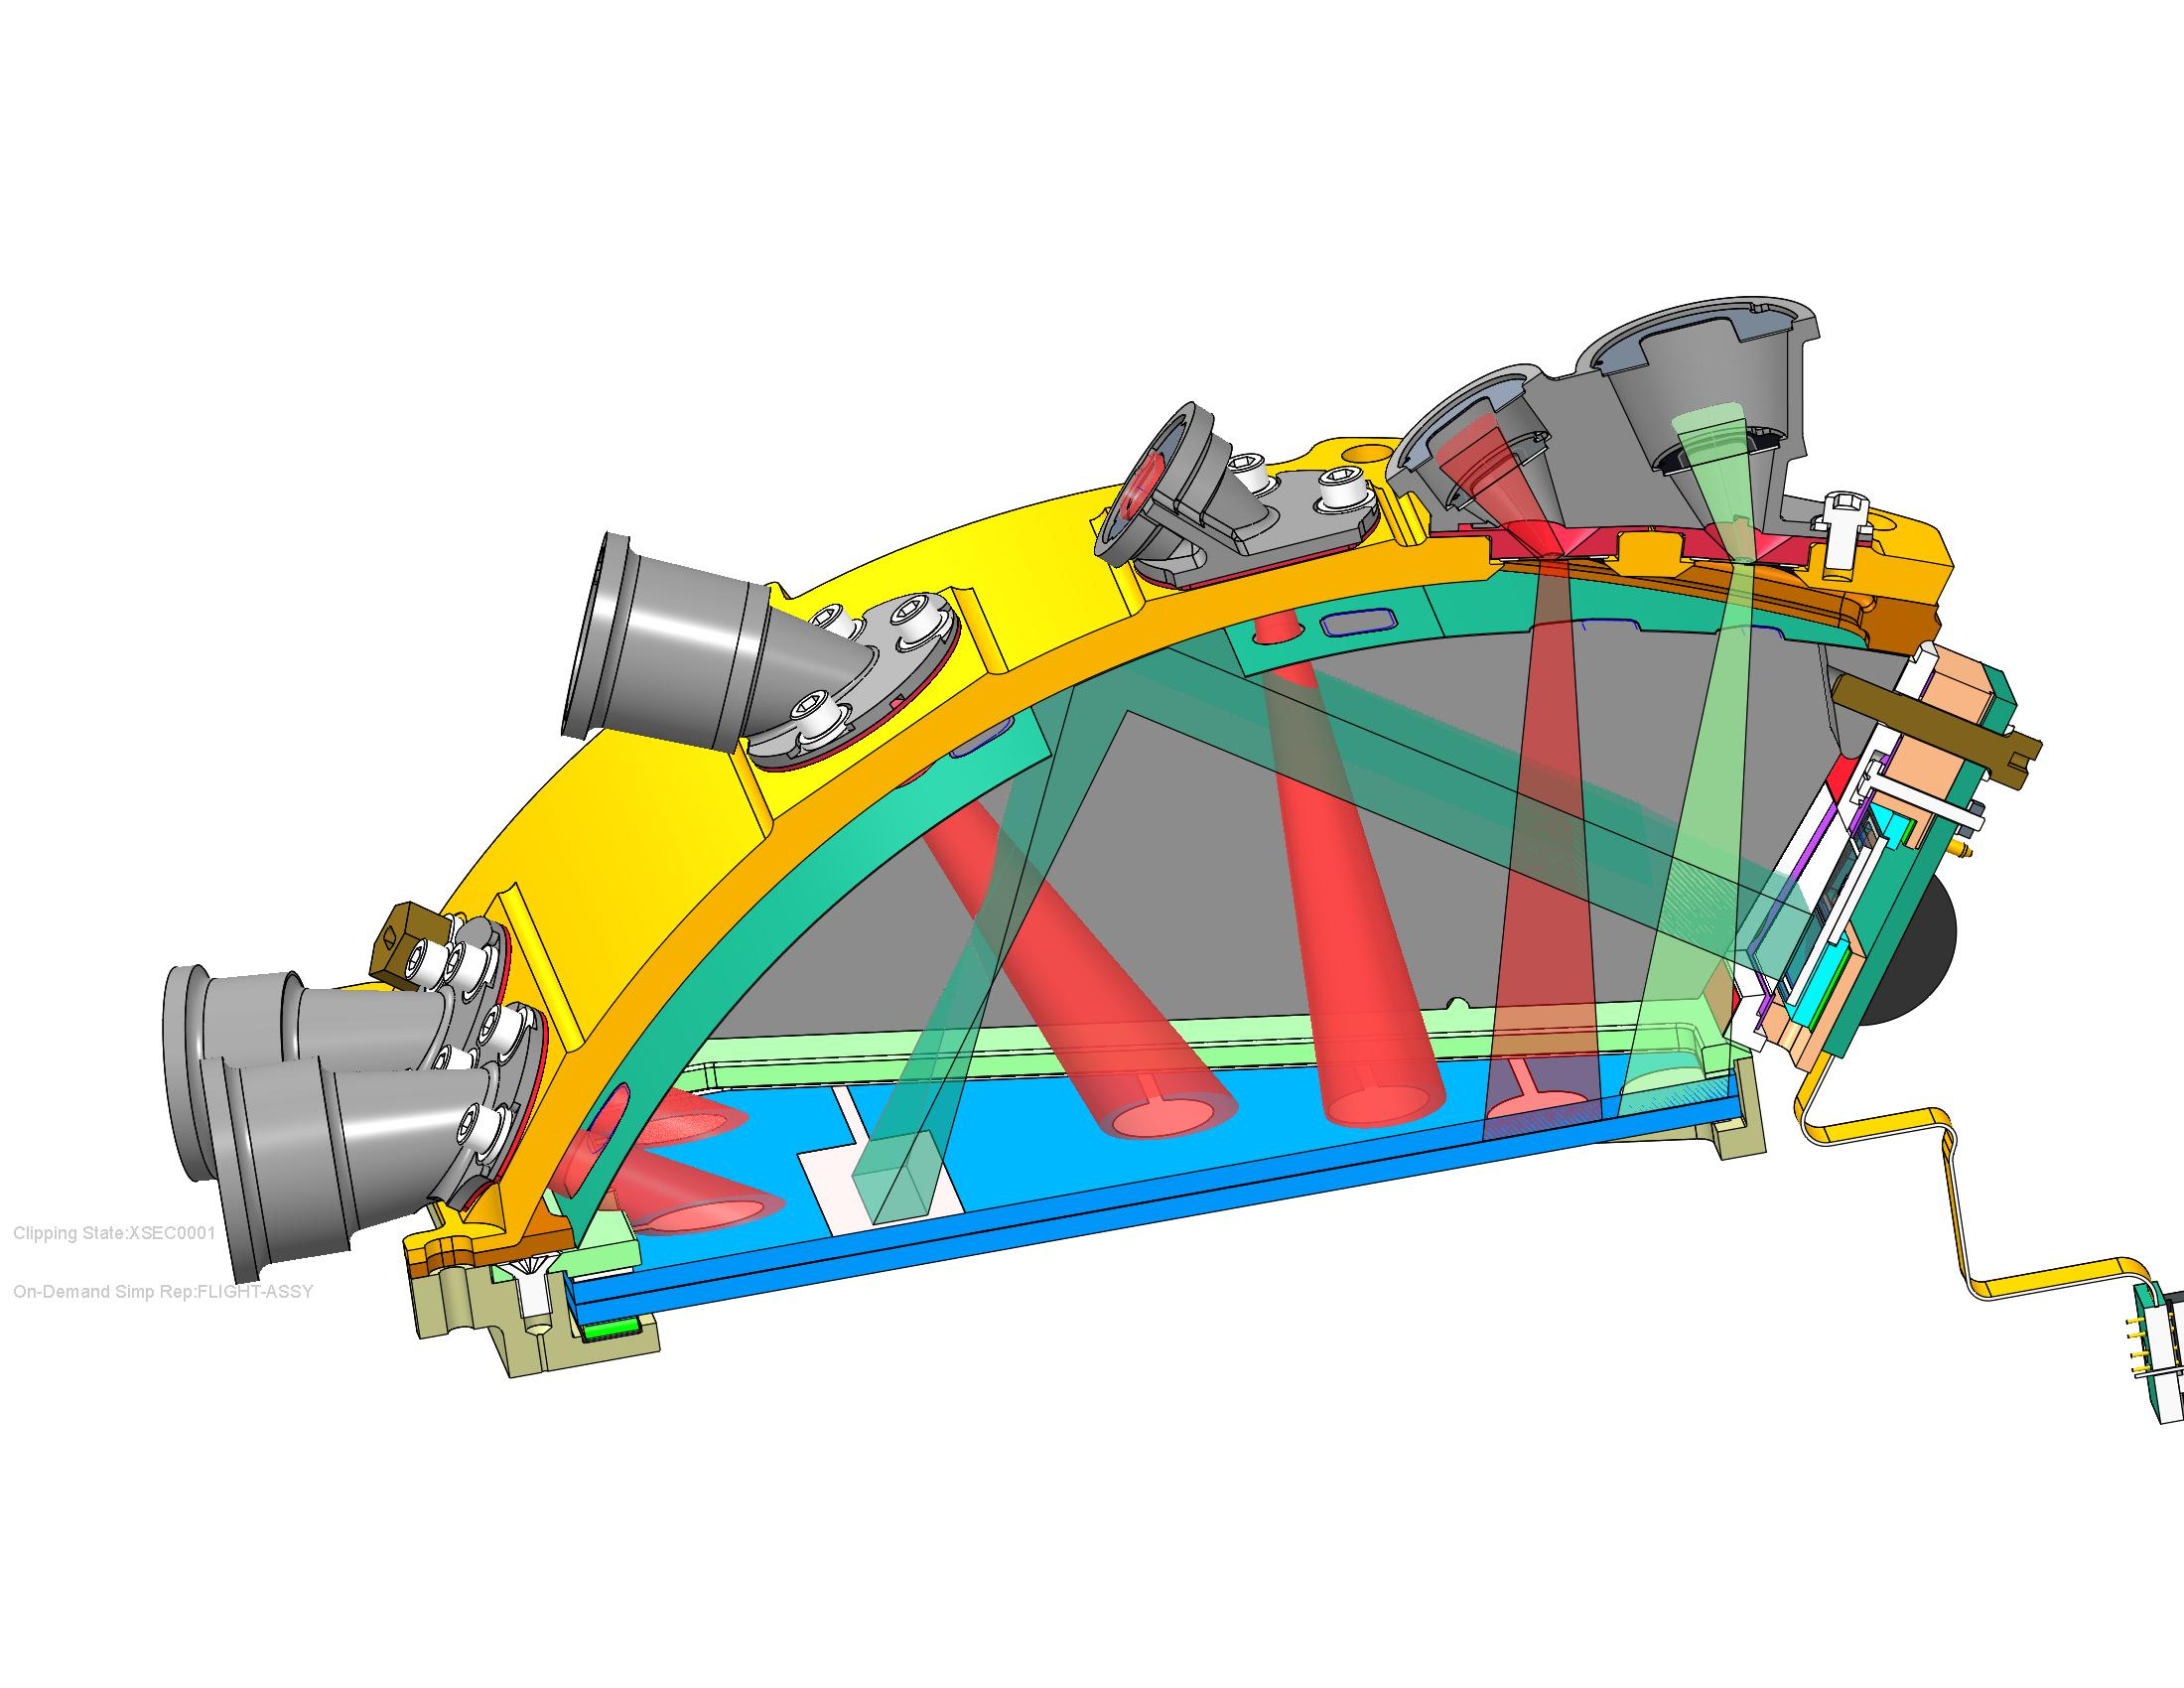 Clipping State:XSEC0001
On-Demand Simp Rep:FLIGHT-ASSY